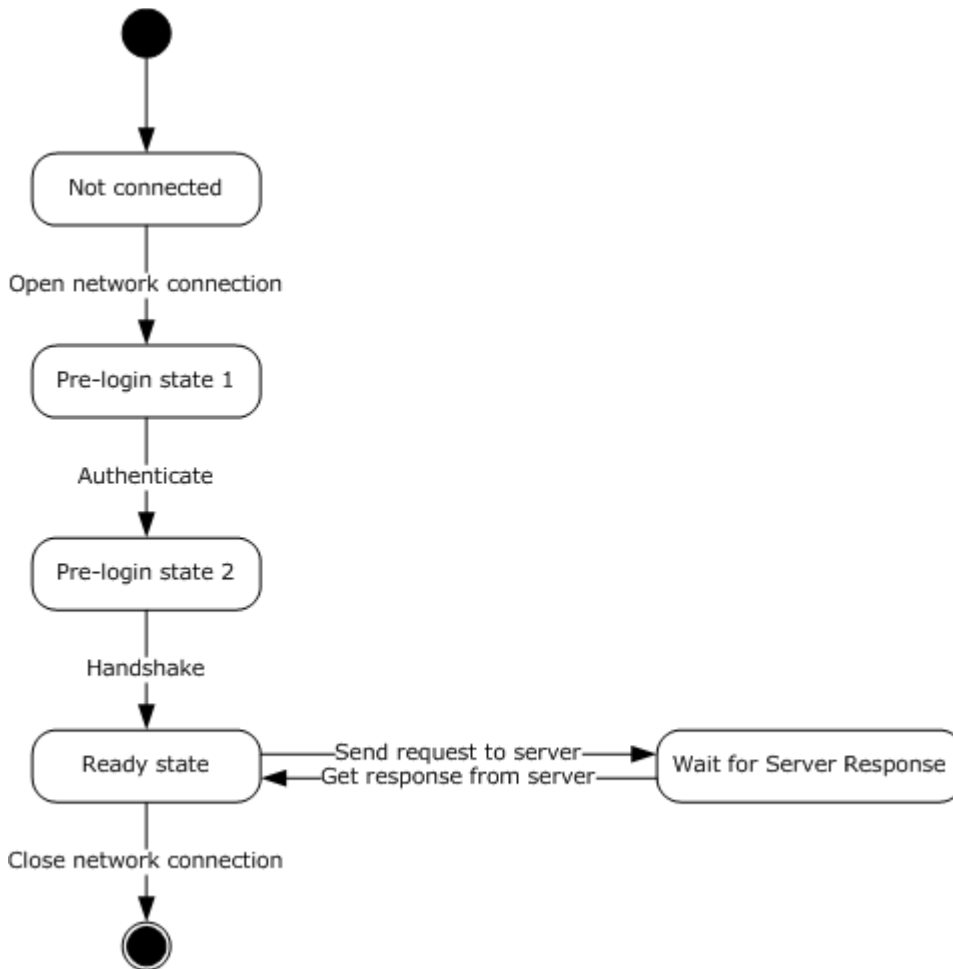 Not connected
Open network connection
Pre-login state 1
Authenticate
Pre-login state 2
Handshake
Ready state
Send request to server
Get response from server
Wait for Server Response
Close network connection